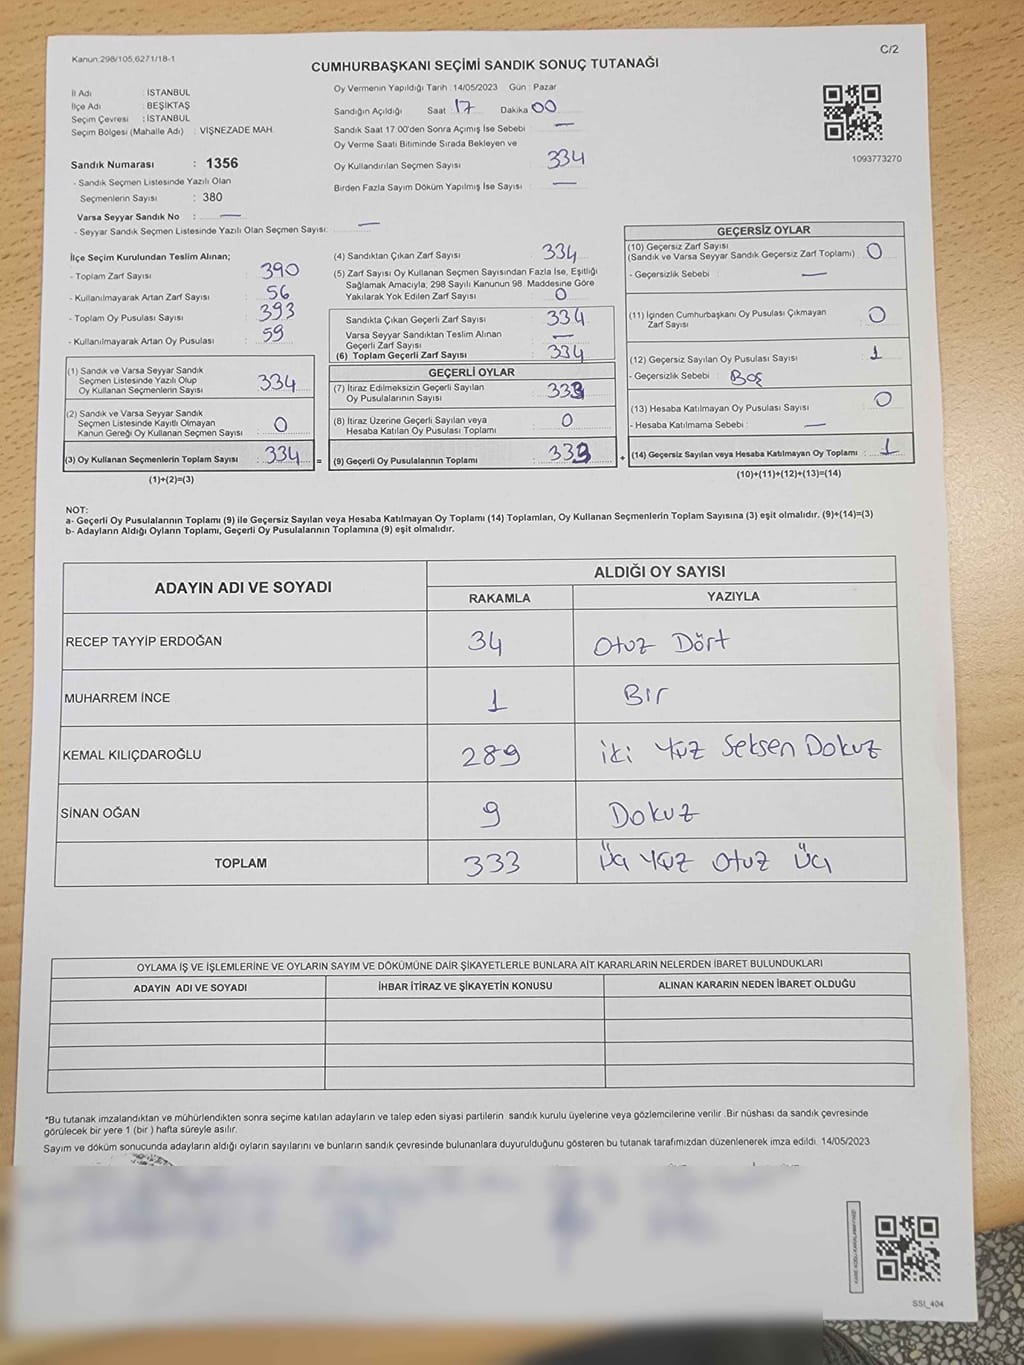 Kanun:298/105,6271/18-1
C/2
CUMHURBAŞKANI SEÇİMİ SANDIK SONUÇ TUTANAĞI
İl Adı : İSTANBUL
İlçe Adı : BEŞİKTAŞ
Seçim Çevresi : İSTANBUL
Seçim Bölgesi (Mahalle Adı) : VİŞNEZADE MAH.
Sandık Numarası : 1356
- Sandık Seçmen Listesinde Yazılı Olan
Seçmenlerin Sayısı : 380
Varsa Seyyar Sandık No : —
- Seyyar Sandık Seçmen Listesinde Yazılı Olan Seçmen Sayısı: —
Oy Vermenin Yapıldığı Tarih : 14/05/2023 Gün : Pazar
Sandığın Açıldığı Saat 17 Dakika 00
Sandık Saat 17 00'den Sonra Açımış İse Sebebi —
Oy Verme Saati Bitiminde Sırada Bekleyen ve
Oy Kullandırılan Seçmen Sayısı : 334
Birden Fazla Sayım Döküm Yapılmış İse Sayısı : —
1093773270
İlçe Seçim Kurulundan Teslim Alınan;
- Toplam Zarf Sayısı : 390
- Kullanılmayarak Artan Zarf Sayısı : 56
- Toplam Oy Pusulası Sayısı : 393
- Kullanılmayarak Artan Oy Pusulası : 59
(1) Sandık ve Varsa Seyyar Sandık
Seçmen Listesinde Yazılı Olup
Oy Kullanan Seçmenlerin Sayısı : 334
(2) Sandık ve Varsa Seyyar Sandık
Seçmen Listesinde Kayıtlı Olmayan
Kanun Gereği Oy Kullanan Seçmen Sayısı : 0
(3) Oy Kullanan Seçmenlerin Toplam Sayısı : 334 =
(1)+(2)=(3)
(4) Sandıktan Çıkan Zarf Sayısı : 334
(5) Zarf Sayısı Oy Kullanan Seçmen Sayısından Fazla İse, Eşitliği
Sağlamak Amacıyla; 298 Sayılı Kanunun 98. Maddesine Göre
Yakılarak Yok Edilen Zarf Sayısı : 0
Sandıkta Çıkan Geçerli Zarf Sayısı : 334
Varsa Seyyar Sandıktan Teslim Alınan
Geçerli Zarf Sayısı : —
(6) Toplam Geçerli Zarf Sayısı : 334
GEÇERLİ OYLAR
(7) İtiraz Edilmeksizin Geçerli Sayılan
Oy Pusulalarının Sayısı : 333
(8) İtiraz Üzerine Geçerli Sayılan veya
Hesaba Katılan Oy Pusulası Toplamı : 0
(9) Geçerli Oy Pusulalarının Toplamı : 333 +
GEÇERSİZ OYLAR
(10) Geçersiz Zarf Sayısı
(Sandık ve Varsa Seyyar Sandık Geçersiz Zarf Toplamı) : 0
- Geçersizlik Sebebi : —
(11) İçinden Cumhurbaşkanı Oy Pusulası Çıkmayan
Zarf Sayısı : 0
(12) Geçersiz Sayılan Oy Pusulası Sayısı : 1
- Geçersizlik Sebebi : Boş
(13) Hesaba Katılmayan Oy Pusulası Sayısı : 0
- Hesaba Katılmama Sebebi : —
(14) Geçersiz Sayılan veya Hesaba Katılmayan Oy Toplamı : 1
(10)+(11)+(12)+(13)=(14)
NOT:
a- Geçerli Oy Pusulalarının Toplamı (9) ile Geçersiz Sayılan veya Hesaba Katılmayan Oy Toplamı (14) Toplamları, Oy Kullanan Seçmenlerin Toplam Sayısına (3) eşit olmalıdır. (9)+(14)=(3)
b- Adayların Aldığı Oyların Toplamı, Geçerli Oy Pusulalarının Toplamına (9) eşit olmalıdır.
ADAYIN ADI VE SOYADI
ALDIĞI OY SAYISI
RAKAMLA YAZIYLA
RECEP TAYYİP ERDOĞAN 34 Otuz Dört
MUHARREM İNCE 1 Bir
KEMAL KILIÇDAROĞLU 289 iki Yüz Seksen Dokuz
SİNAN OĞAN 9 Dokuz
TOPLAM 333 Üç Yüz Otuz Üç
OYLAMA İŞ VE İŞLEMLERİNE VE OYLARIN SAYIM VE DÖKÜMÜNE DAİR ŞİKAYETLERLE BUNLARA AİT KARARLARIN NELERDEN İBARET BULUNDUKLARI
ADAYIN ADI VE SOYADI İHBAR İTİRAZ VE ŞİKAYETİN KONUSU ALINAN KARARIN NEDEN İBARET OLDUĞU
*Bu tutanak imzalandıktan ve mühürlendikten sonra seçime katılan adayların ve talep eden siyasi partilerin sandık kurulu üyelerine veya gözlemcilerine verilir. Bir nüshası da sandık çevresinde
görülecek bir yere 1 (bir) hafta süreyle asılır.
Sayım ve döküm sonucunda adayların aldığı oyların sayılarını ve bunların sandık çevresinde bulunanlara duyurulduğunu gösteren bu tutanak tarafımızdan düzenlenerek imza edildi. 14/05/2023
SSI_404